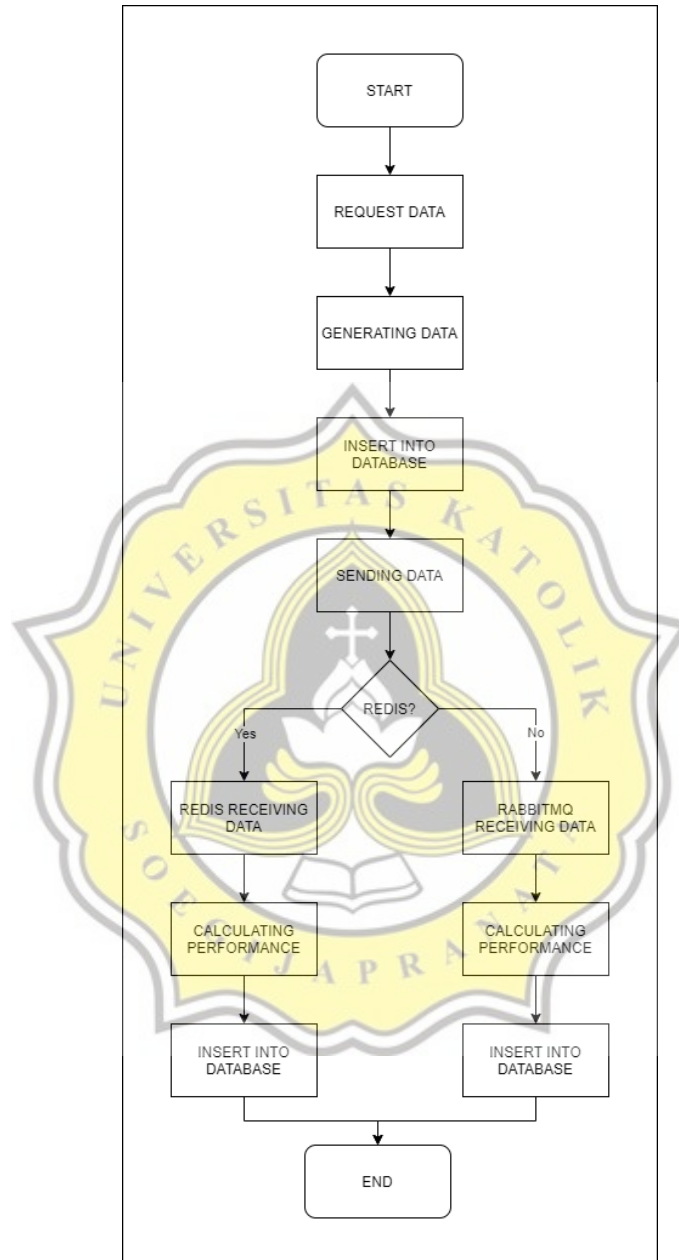 START
REQUEST DATA
GENERATING DATA
INSERT INTO
DATABASE
UNIVERSITAS KATOLIK
SENDING DATA
REDIS?
Yes
No
REDIS RECEIVING
DATA
RABBITMQ
RECEIVING DATA
SOEGIJAPRANATA
CALCULATING
PERFORMANCE
CALCULATING
PERFORMANCE
INSERT INTO
DATABASE
INSERT INTO
DATABASE
END